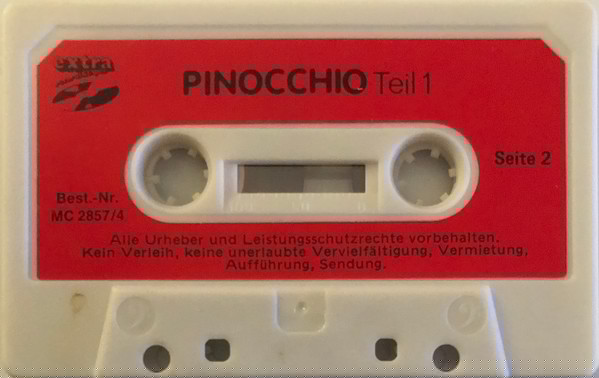 extra
PINOCCHIO Teil 1
Seite 2
Best.-Nr.
MC 2857/4
Alle Urheber und Leistungsschutzrechte vorbehalten.
Kein Verleih, keine unerlaubte Vervielfältigung, Vermietung,
Aufführung, Sendung.